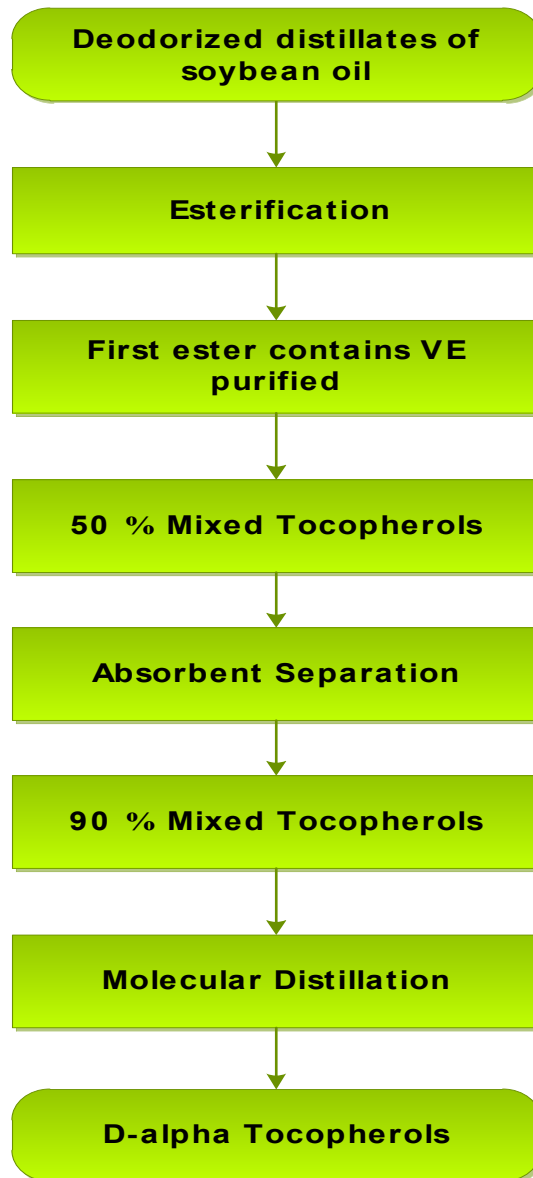 Deodorized distillates of
soybean oil
Esterification
First ester contains VE
purified
50 % Mixed Tocopherols
Absorbent Separation
90 % Mixed Tocopherols
Molecular Distillation
D-alpha Tocopherols